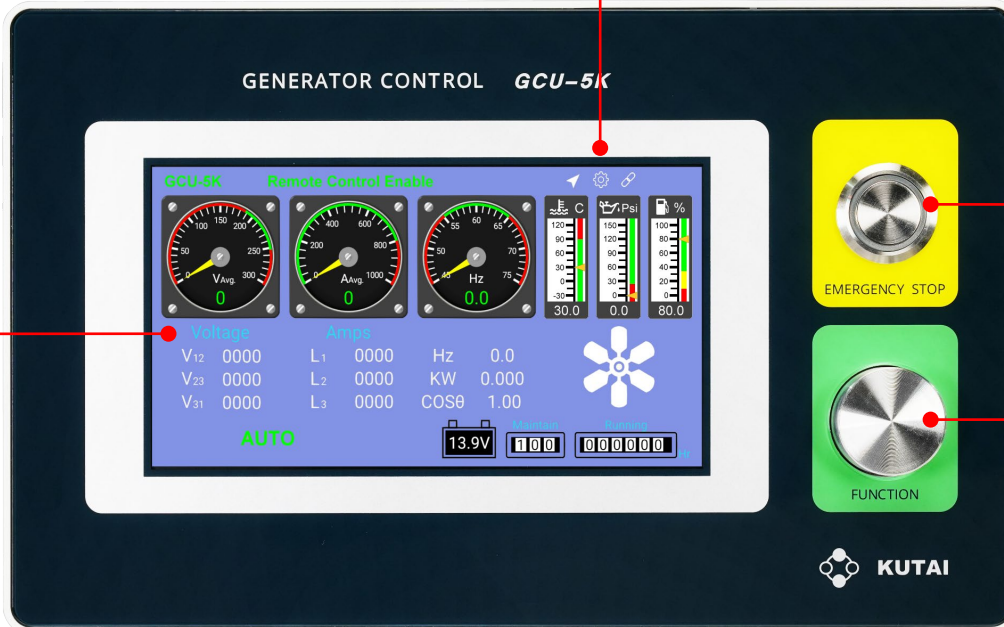 GENERATOR CONTROL GCU-5K
GCU-5K Remote Control Enable
0 50 100 150 200 250 300
VAvg.
0
0 200 400 600 800 1000
AAvg.
0
45 50 55 60 65 75
Hz
0.0
C
120
90
60
30
0
-30
30.0
Psi
150
120
90
60
30
0
0.0
%
100
80
60
40
20
0
80.0
Voltage Amps
V12 0000 L1 0000 Hz 0.0
V23 0000 L2 0000 KW 0.000
V31 0000 L3 0000 COSθ 1.00
AUTO
13.9V
Maintain
100
Running
000000 Hr
EMERGENCY STOP
FUNCTION
KUTAI